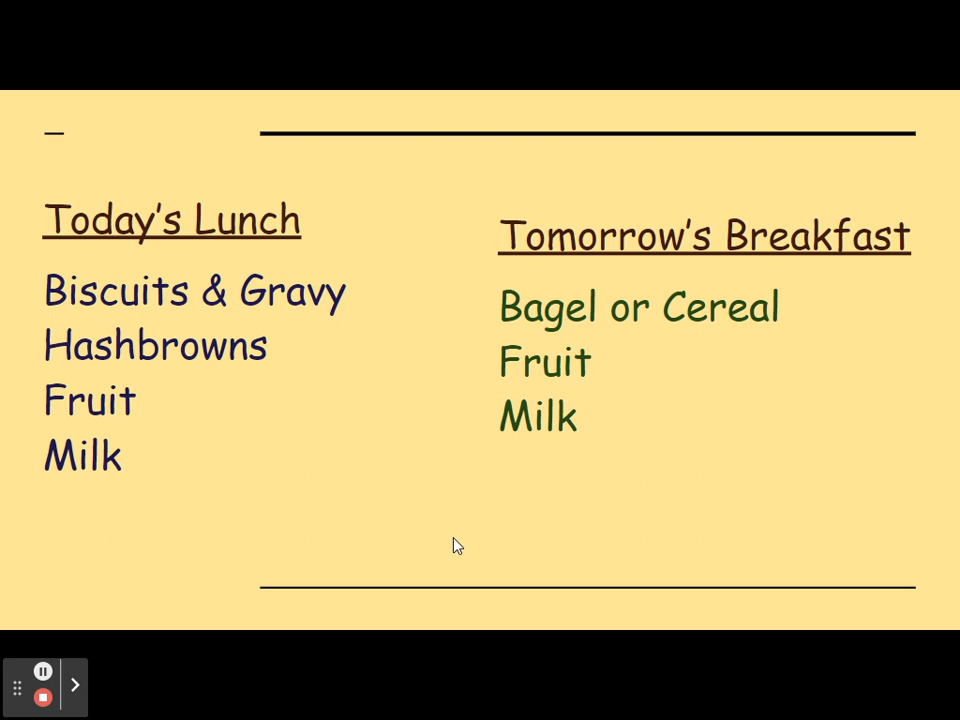 Today's Lunch
Biscuits & Gravy
Hashbrowns
Fruit
Milk
Tomorrow's Breakfast
Bagel or Cereal
Fruit
Milk